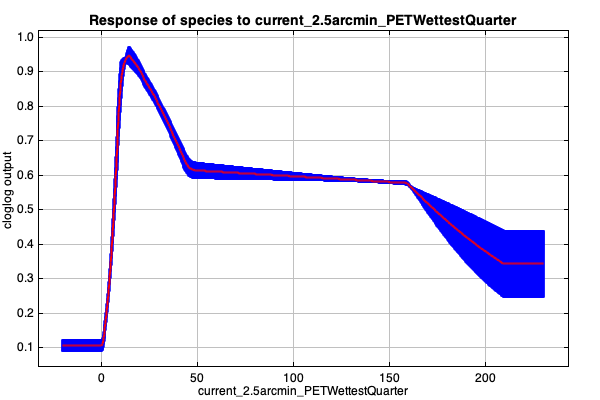 Response of species to current_2.5arcmin_PETWettestQuarter
1.0
0.9
0.8
0.7
0.6
0.5
0.4
0.3
0.2
0.1
cloglog output
0 50 100 150 200
current_2.5arcmin_PETWettestQuarter